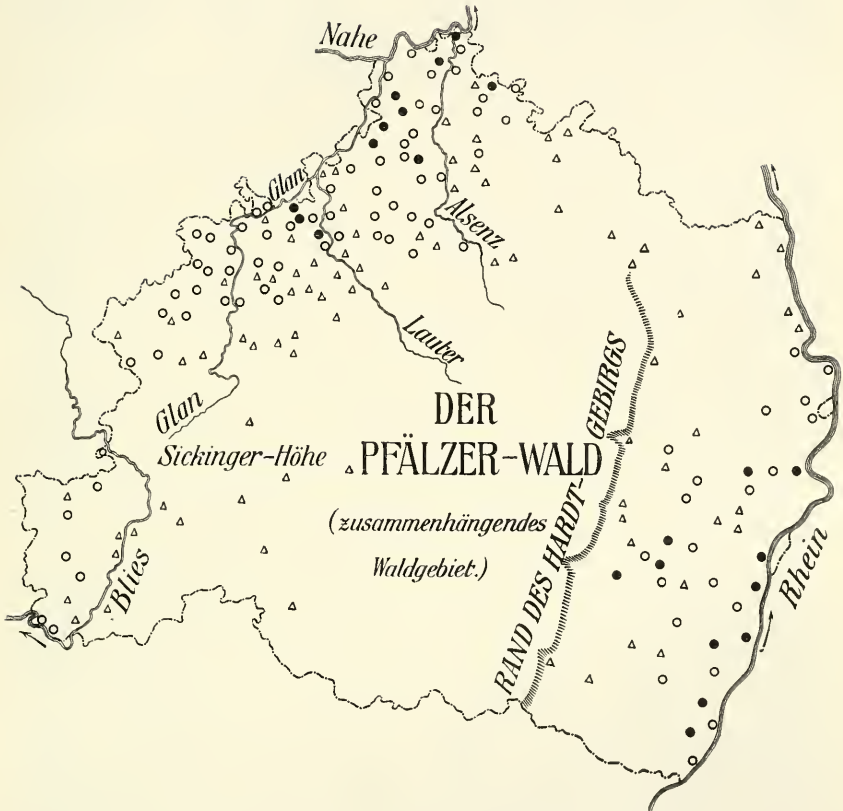 Nahe
Glan
Alsenz
Lauter
Glan
DER
PFÄLZER-WALD
Sickinger-Höhe
(zusammenhängendes
Waldgebiet.)
RAND DES HARDT-GEBIRGS
Blies
Rhein